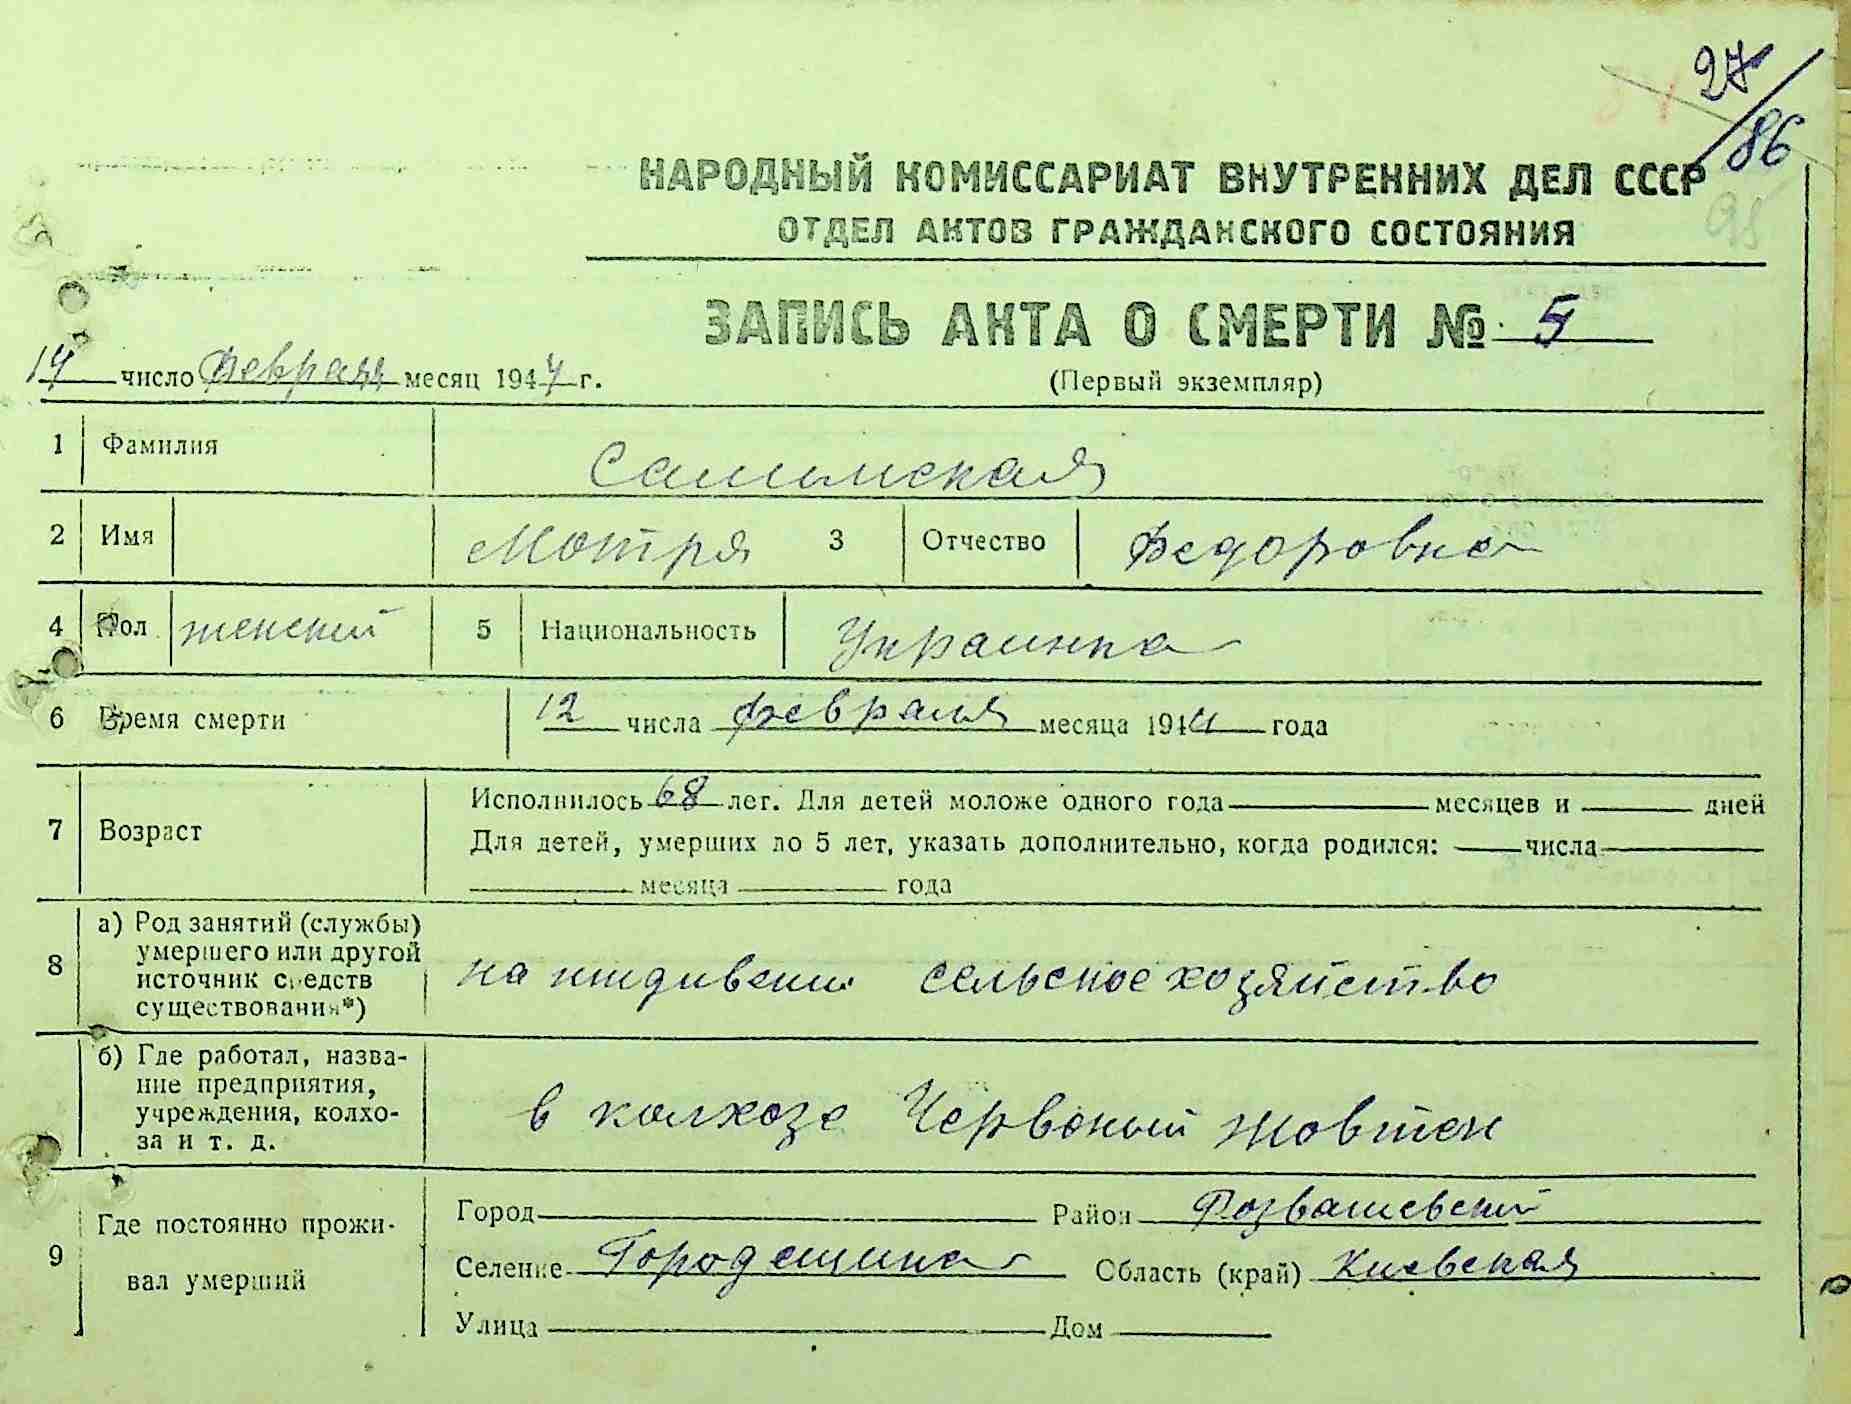 27/86
НАРОДНЫЙ КОМИССАРИАТ ВНУТРЕННИХ ДЕЛ СССР
ОТДЕЛ АКТОВ ГРАЖДАНСКОГО СОСТОЯНИЯ
ЗАПИСЬ АКТА О СМЕРТИ № 5
14 число февраля месяц 1944 г. (Первый экземпляр)
1 Фамилия
2 Имя Мотря 3 Отчество Федоровна
4 Пол женский 5 Национальность Украинка
6 Время смерти 12 числа февраля месяца 1944 года
7 Возраст Исполнилось 68 лет. Для детей моложе одного года месяцев и дней
Для детей, умерших до 5 лет, указать дополнительно, когда родился: числа
месяца года
8 а) Род занятий (службы) умершего или другой источник средств существования*) на иждивении сельское хозяйство
б) Где работал, название предприятия, учреждения, колхоза и т. д. в колхозе Червоный жовтен
9 Где постоянно проживал умерший Город Район Розважевский
Селение Городещина Область (край) Киевская
Улица Дом